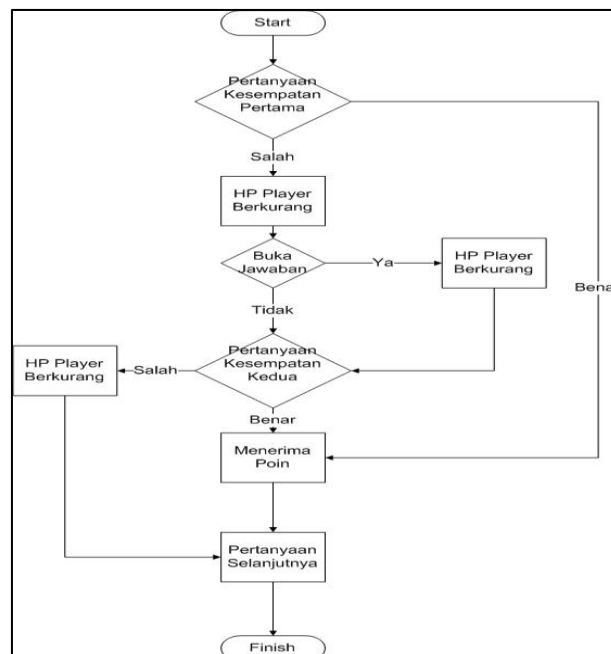 Start
Pertanyaan
Kesempatan
Pertama
Salah
HP Player
Berkurang
Buka
Jawaban
Ya
HP Player
Berkurang
Bena
Tidak
Pertanyaan
Kesempatan
Kedua
Salah
HP Player
Berkurang
Benar
Menerima
Poin
Pertanyaan
Selanjutnya
Finish